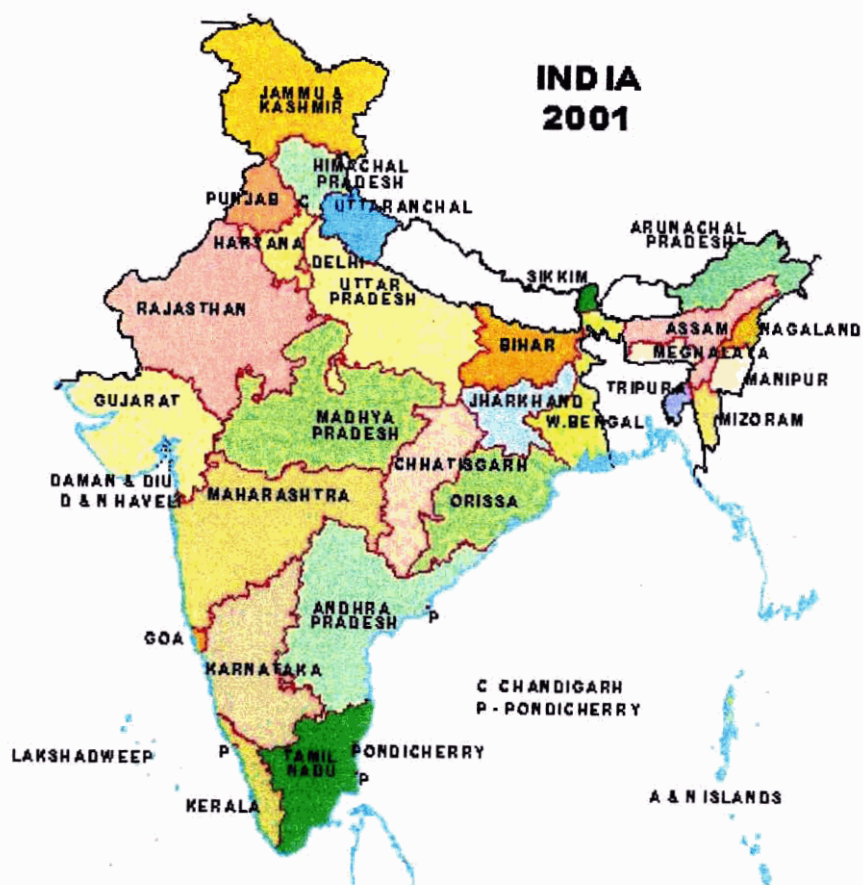 INDIA
2001
JAMMU &
KASHMIR
HIMACHAL
PRADESH
PUNJAB
C
UTTARANCHAL
HARYANA
DELHI
ARUNACHAL
PRADESH
SIKKIM
UTTAR
PRADESH
RAJASTHAN
ASSAM
NAGALAND
BIHAR
MEGNALAYA
MANIPUR
TRIPURA
GUJARAT
JHARKHAND
W.BENGAL
MIZORAM
MADHYA
PRADESH
CHHATISGARH
DAMAN & DIU
D & N HAVELI
MAHARASHTRA
ORISSA
ANDHRA
PRADESH
P
GOA
KARNATAKA
C CHANDIGARH
P - PONDICHERRY
LAKSHADWEEP
P
TAMIL
NADU
PONDICHERRY
P
KERALA
A & N ISLANDS